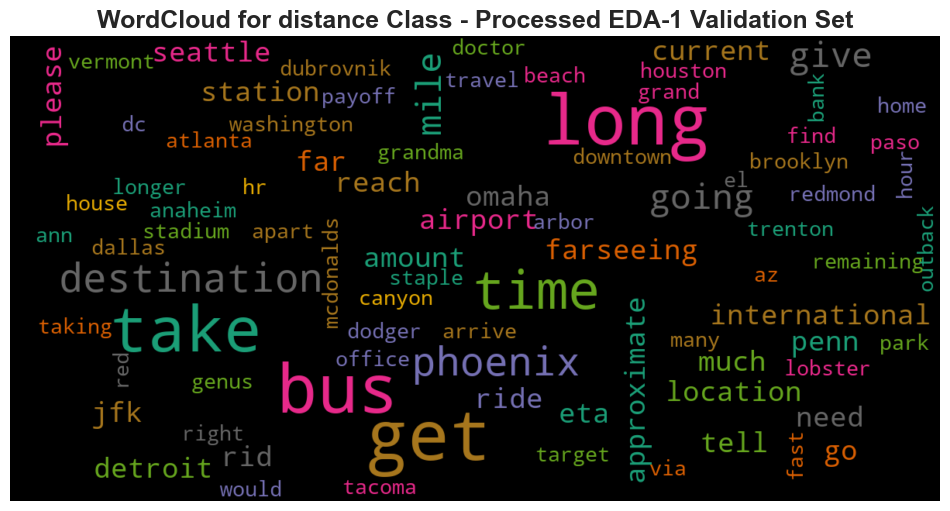 WordCloud for distance Class - Processed EDA-1 Validation Set
please
vermont
seattle
dubrovnik
station
payoff
mile
doctor
travel
beach
current
houston
grand
give
bank
home
dc
washington
atlanta
grandma
far
long
downtown
find
paso
brooklyn
hour
longer
hr
reach
omaha
el
going
redmond
house
anaheim
airport
arbor
trenton
outback
ann
stadium
apart
dallas
mcdonalds
amount
farseeing
remaining
destination
staple
time
az
canyon
taking
take
dodger
arrive
approximate
international
many
penn
park
red
office
phoenix
much
lobster
genus
bus
ride
location
jfk
get
eta
need
right
tell
fast
go
detroit
rid
target
via
would
tacoma